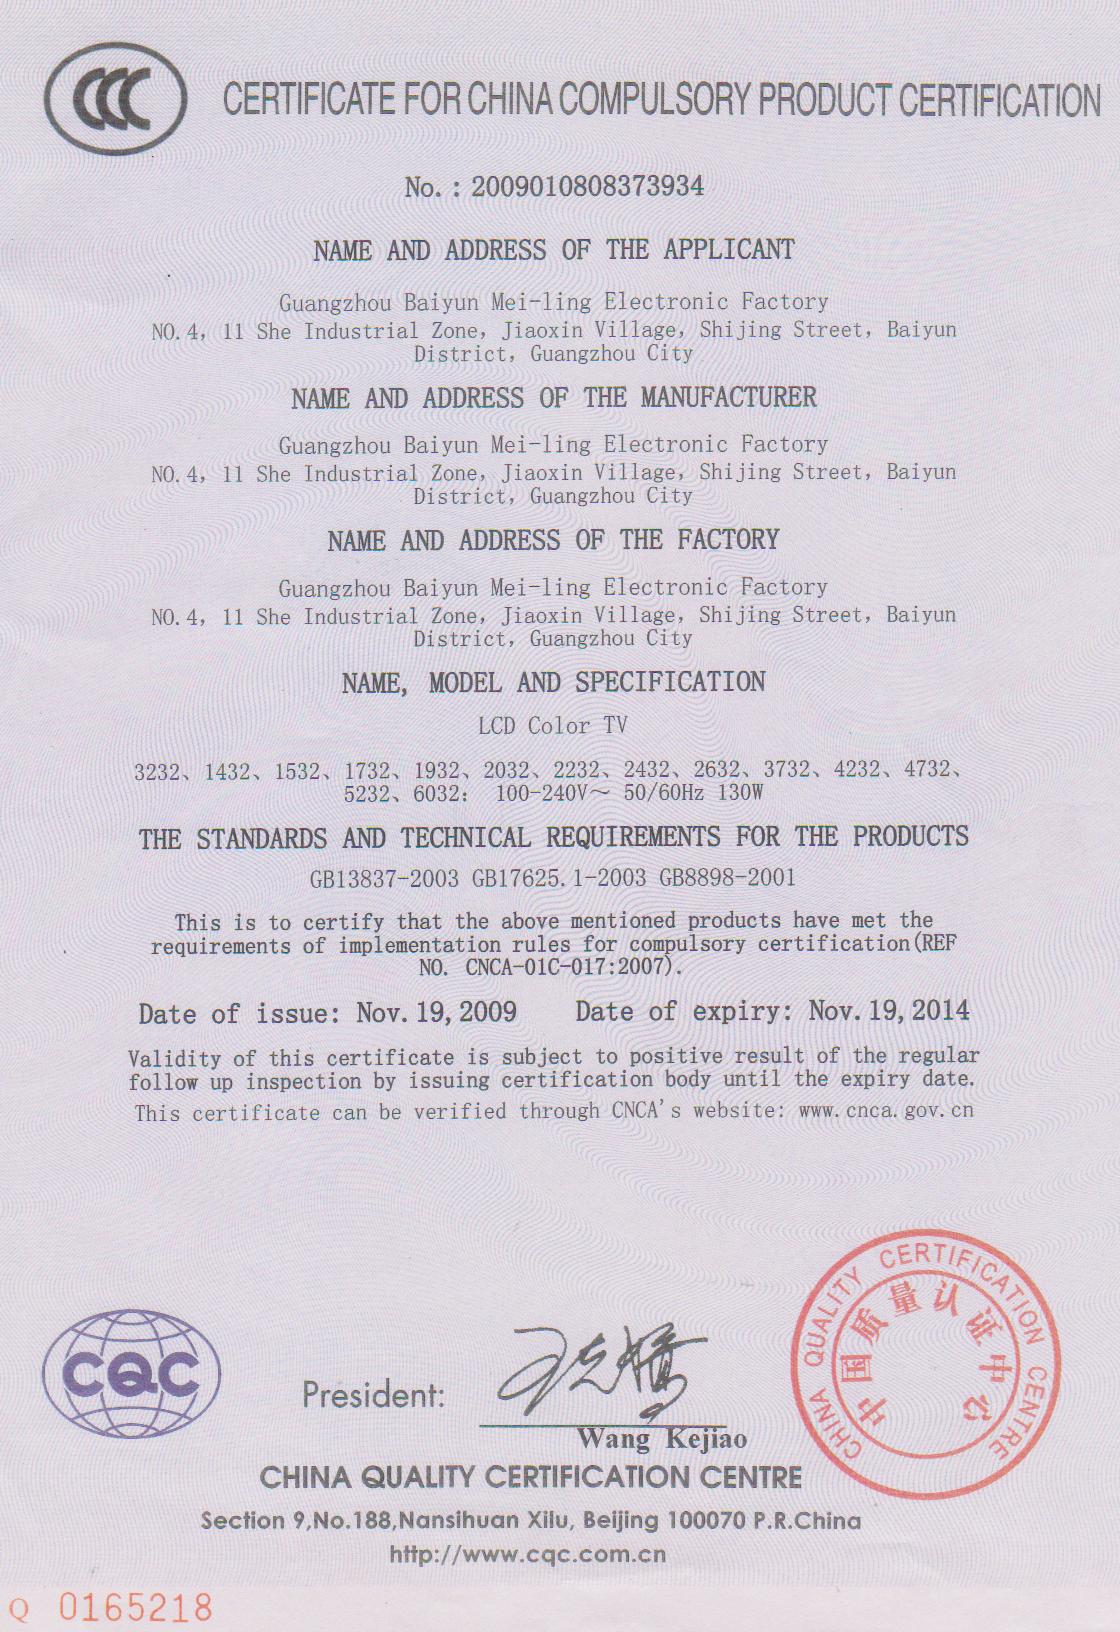 CCC
CERTIFICATE FOR CHINA COMPULSORY PRODUCT CERTIFICATION
No.: 2009010808373934
NAME AND ADDRESS OF THE APPLICANT
Guangzhou Baiyun Mei-ling Electronic Factory
NO.4, 11 She Industrial Zone, Jiaoxin Village, Shijing Street, Baiyun
District, Guangzhou City
NAME AND ADDRESS OF THE MANUFACTURER
Guangzhou Baiyun Mei-ling Electronic Factory
NO.4, 11 She Industrial Zone, Jiaoxin Village, Shijing Street, Baiyun
District, Guangzhou City
NAME AND ADDRESS OF THE FACTORY
Guangzhou Baiyun Mei-ling Electronic Factory
NO.4, 11 She Industrial Zone, Jiaoxin Village, Shijing Street, Baiyun
District, Guangzhou City
NAME, MODEL AND SPECIFICATION
LCD Color TV
3232、1432、1532、1732、1932、2032、2232、2432、2632、3732、4232、4732、
5232、6032: 100-240V～ 50/60Hz 130W
THE STANDARDS AND TECHNICAL REQUIREMENTS FOR THE PRODUCTS
GB13837-2003 GB17625.1-2003 GB8898-2001
This is to certify that the above mentioned products have met the
requirements of implementation rules for compulsory certification(REF
NO. CNCA-01C-017:2007).
Date of issue: Nov.19,2009 Date of expiry: Nov.19,2014
Validity of this certificate is subject to positive result of the regular
follow up inspection by issuing certification body until the expiry date.
This certificate can be verified through CNCA's website: www.cnca.gov.cn
CHINA QUALITY CERTIFICATION CENTRE
中国质量认证中心
CQC
President:
Wang Kejiao
CHINA QUALITY CERTIFICATION CENTRE
Section 9,No.188,Nansihuan Xilu, Beijing 100070 P.R.China
http://www.cqc.com.cn
Q 0165218